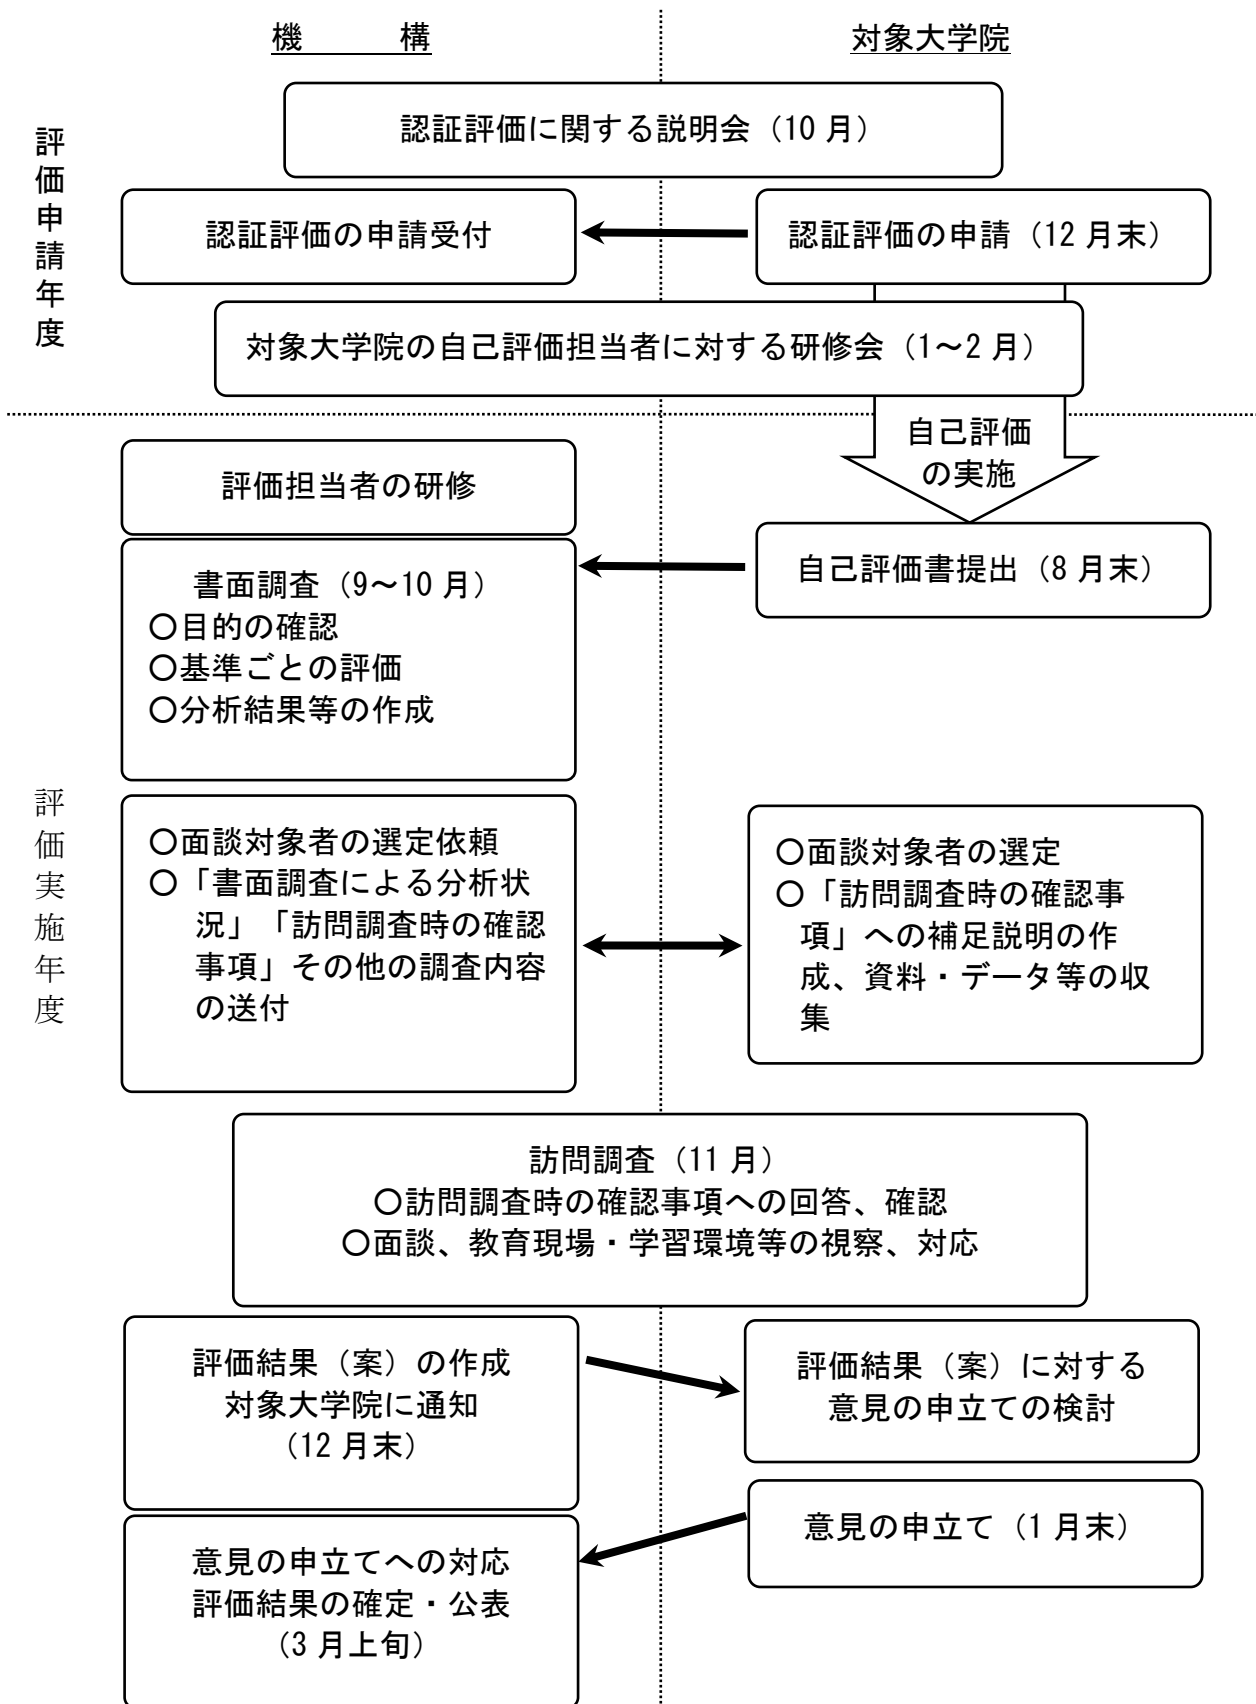 機　　構
対象大学院
評価申請年度
認証評価に関する説明会（10 月）
認証評価の申請受付
認証評価の申請（12 月末）
対象大学院の自己評価担当者に対する研修会（1～2 月）
自己評価
の実施
評価実施年度
評価担当者の研修
自己評価書提出（8 月末）
書面調査（9～10 月）
○目的の確認
○基準ごとの評価
○分析結果等の作成
○面談対象者の選定依頼
○「書面調査による分析状
況」「訪問調査時の確認
事項」その他の調査内容
の送付
○面談対象者の選定
○「訪問調査時の確認事
項」への補足説明の作
成、資料・データ等の収
集
訪問調査（11 月）
○訪問調査時の確認事項への回答、確認
○面談、教育現場・学習環境等の視察、対応
評価結果（案）の作成
対象大学院に通知
（12 月末）
評価結果（案）に対する
意見の申立ての検討
意見の申立て（1 月末）
意見の申立てへの対応
評価結果の確定・公表
（3 月上旬）